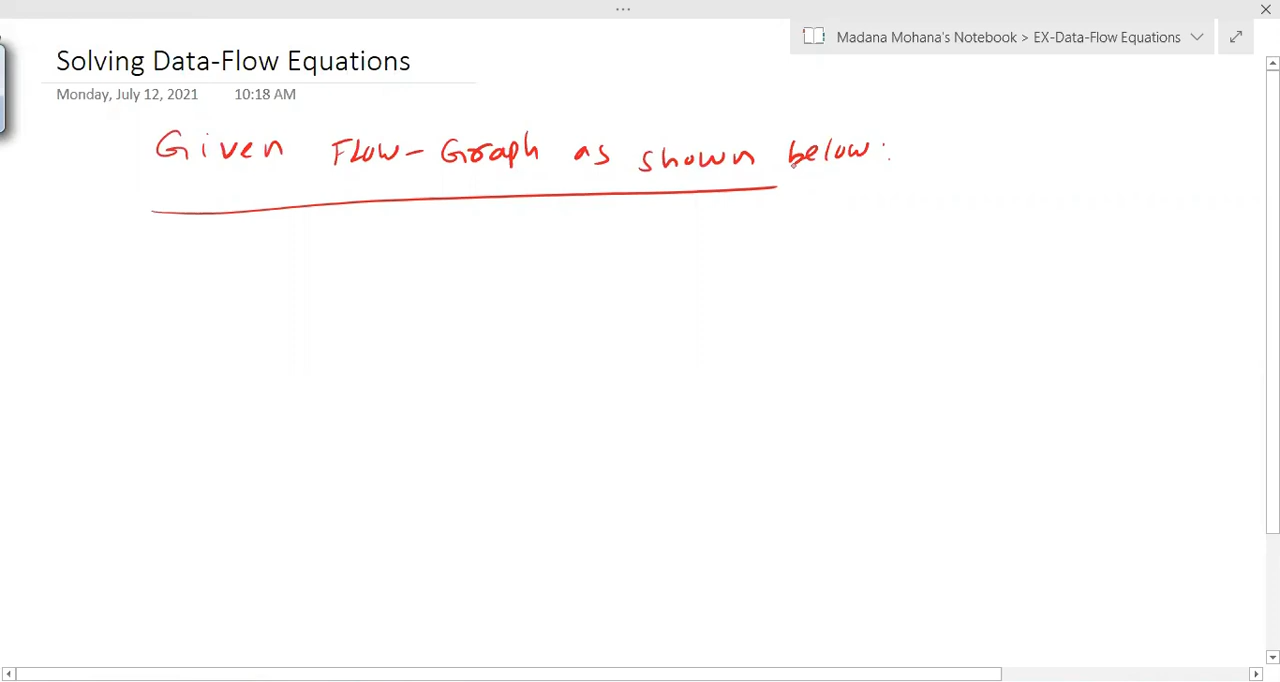 Madana Mohana's Notebook > EX-Data-Flow Equations
Solving Data-Flow Equations
Monday, July 12, 2021 10:18 AM
Given Flow-Graph as shown below: